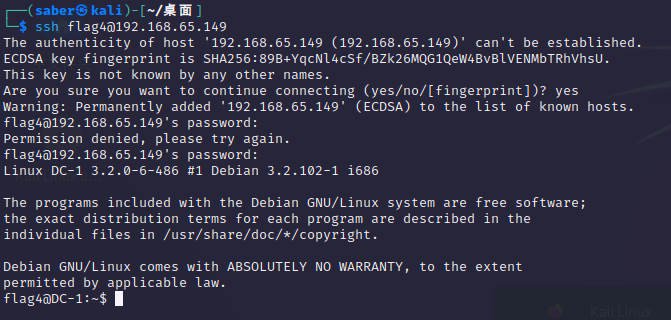 ┌──(saber㉿kali)-[~/桌面]
└─$ ssh flag4@192.168.65.149
The authenticity of host '192.168.65.149 (192.168.65.149)' can't be established.
ECDSA key fingerprint is SHA256:89B+YqcNl4cSf/BZk26MQG1QeW4BvBlVENMbTRhVhsU.
This key is not known by any other names.
Are you sure you want to continue connecting (yes/no/[fingerprint])? yes
Warning: Permanently added '192.168.65.149' (ECDSA) to the list of known hosts.
flag4@192.168.65.149's password:
Permission denied, please try again.
flag4@192.168.65.149's password:
Linux DC-1 3.2.0-6-486 #1 Debian 3.2.102-1 i686
The programs included with the Debian GNU/Linux system are free software;
the exact distribution terms for each program are described in the
individual files in /usr/share/doc/*/copyright.
Debian GNU/Linux comes with ABSOLUTELY NO WARRANTY, to the extent
permitted by applicable law.
flag4@DC-1:~$
Kali Linux